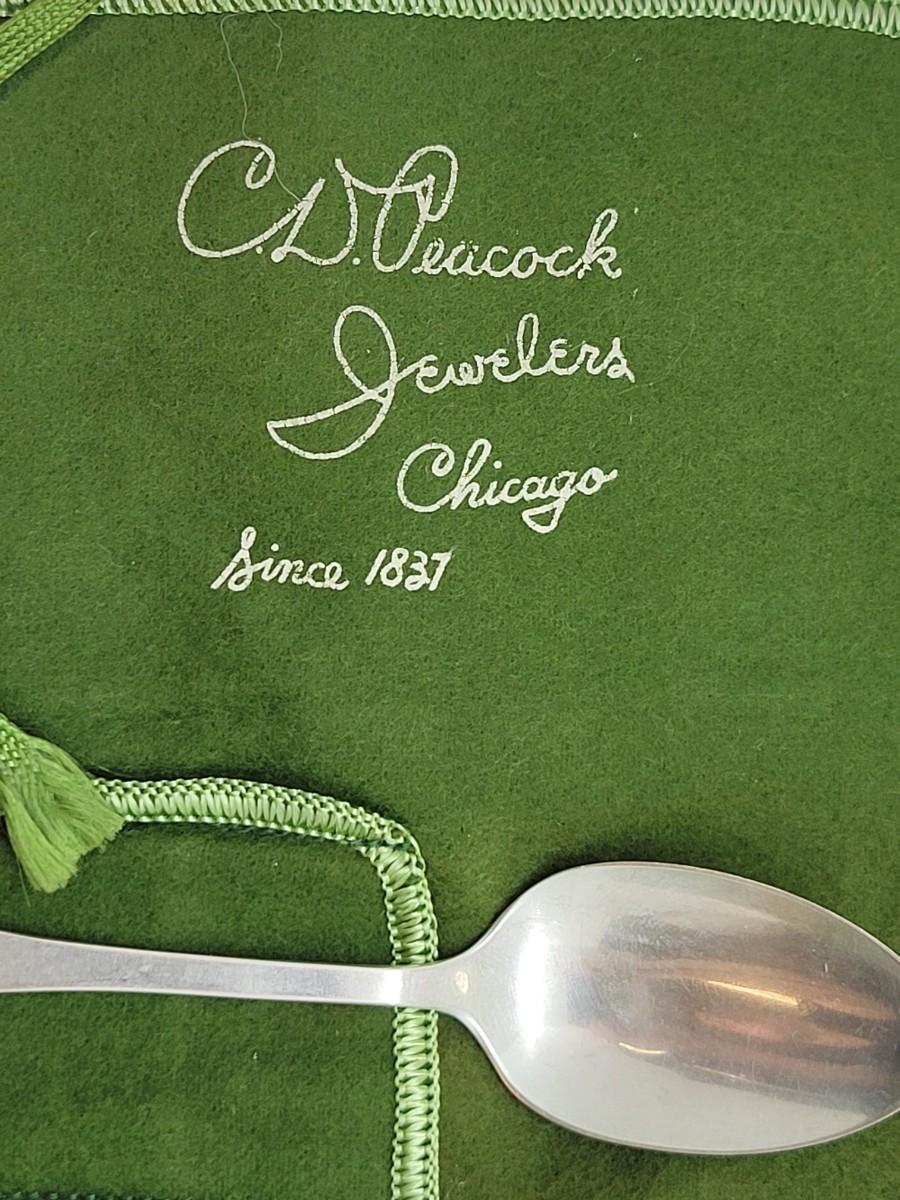 C.D. Peacock
Jewelers
Chicago
Since 1837